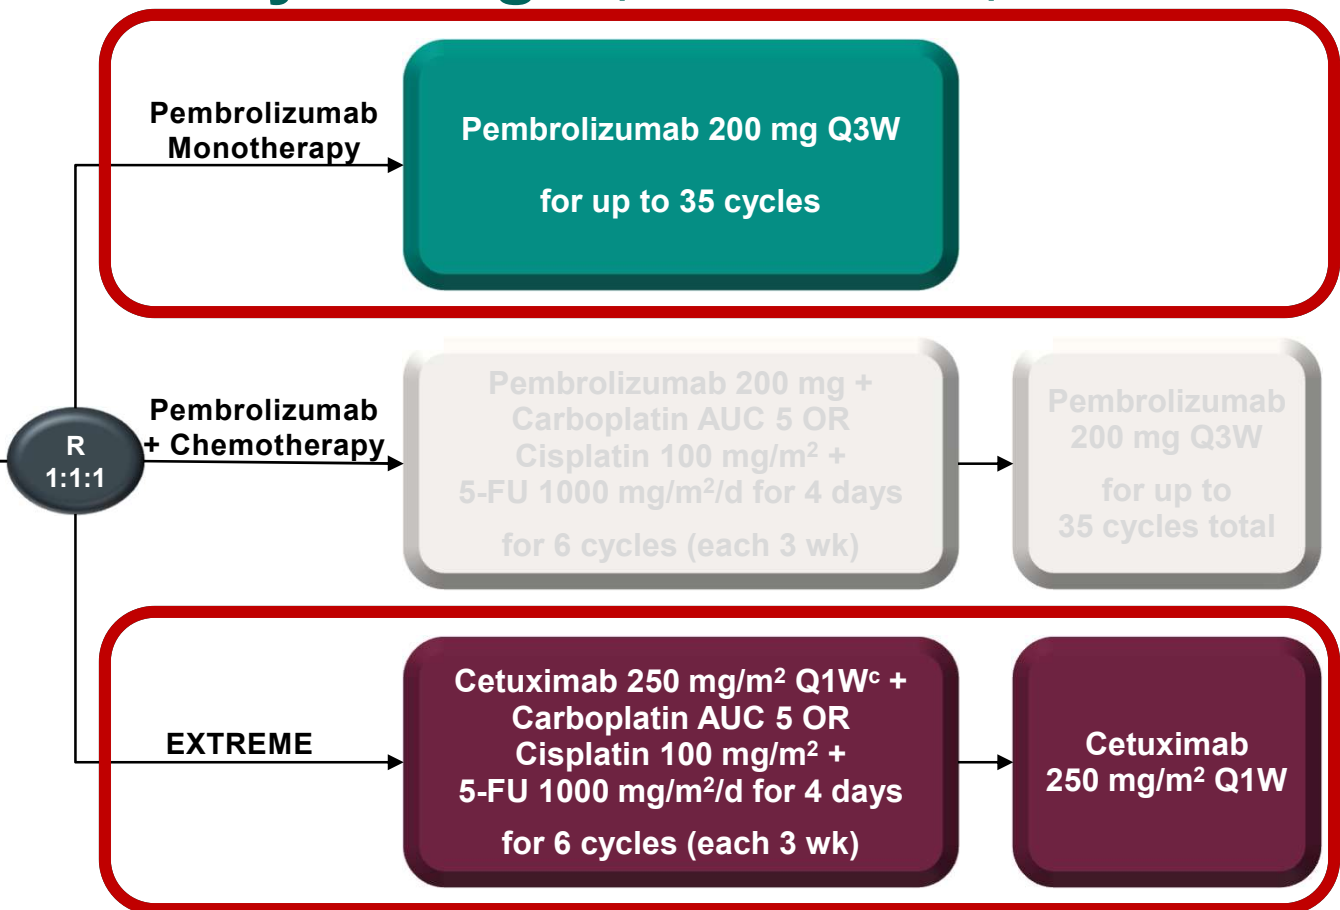 Pembrolizumab
Monotherapy
Pembrolizumab 200 mg Q3W
for up to 35 cycles
R
1:1:1
Pembrolizumab
+ Chemotherapy
Pembrolizumab 200 mg +
Carboplatin AUC 5 OR
Cisplatin 100 mg/m² +
5-FU 1000 mg/m²/d for 4 days
for 6 cycles (each 3 wk)
Pembrolizumab
200 mg Q3W
for up to
35 cycles total
EXTREME
Cetuximab 250 mg/m² Q1Wᶜ +
Carboplatin AUC 5 OR
Cisplatin 100 mg/m² +
5-FU 1000 mg/m²/d for 4 days
for 6 cycles (each 3 wk)
Cetuximab
250 mg/m² Q1W